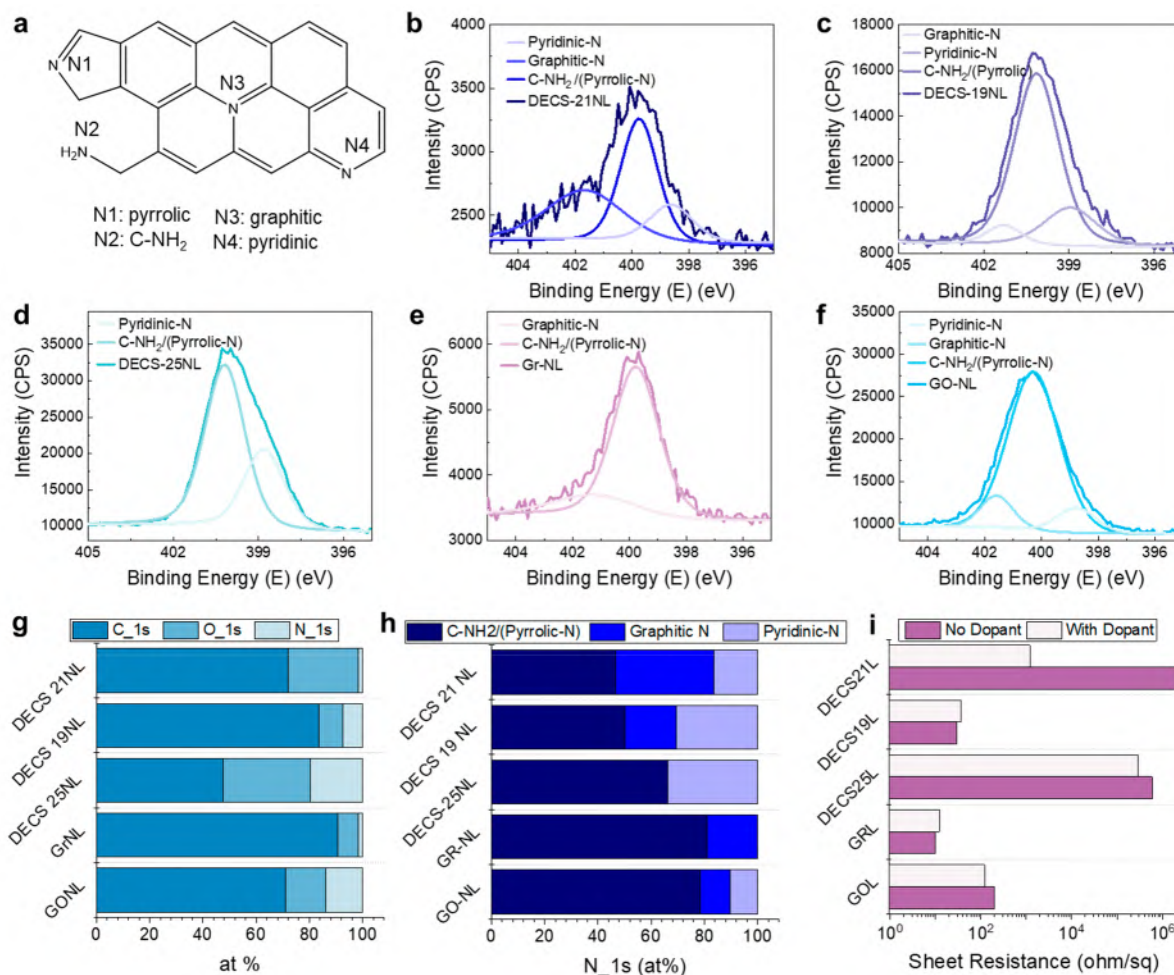 a
N
N1
N3
N
N2
H₂N
N4
N
N1: pyrrolic N3: graphitic
N2: C-NH₂ N4: pyridinic
b
Pyridinic-N
Graphitic-N
C-NH₂/(Pyrrolic-N)
DECS-21NL
Intensity (CPS)
4000
3500
3000
2500
404 402 400 398 396
Binding Energy (E) (eV)
c
Graphitic-N
Pyridinic-N
C-NH₂/(Pyrrolic)
DECS-19NL
Intensity (CPS)
18000
16000
14000
12000
10000
8000
405 402 399 396
Binding Energy (E) (eV)
d
Pyridinic-N
C-NH₂/(Pyrrolic-N)
DECS-25NL
Intensity (CPS)
35000
30000
25000
20000
15000
10000
405 402 399 396
Binding Energy (E) (eV)
e
Graphitic-N
C-NH₂/(Pyrrolic-N)
Gr-NL
Intensity (CPS)
6000
5000
4000
3000
404 402 400 398 396
Binding Energy (E) (eV)
f
Pyridinic-N
Graphitic-N
C-NH₂/(Pyrrolic-N)
GO-NL
Intensity (CPS)
35000
30000
25000
20000
15000
10000
404 402 400 398 396
Binding Energy (E) (eV)
g
C_1s O_1s N_1s
DECS 21NL
DECS 19NL
DECS 25NL
GrNL
GONL
0 20 40 60 80 100
at %
h
C-NH2/(Pyrrolic-N) Graphitic N Pyridinic-N
DECS 21 NL
DECS 19 NL
DECS-25NL
GR-NL
GO-NL
0 20 40 60 80 100
N_1s (at%)
i
No Dopant With Dopant
DECS21L
DECS19L
DECS25L
GRL
GOL
10⁰ 10² 10⁴ 10⁶
Sheet Resistance (ohm/sq)